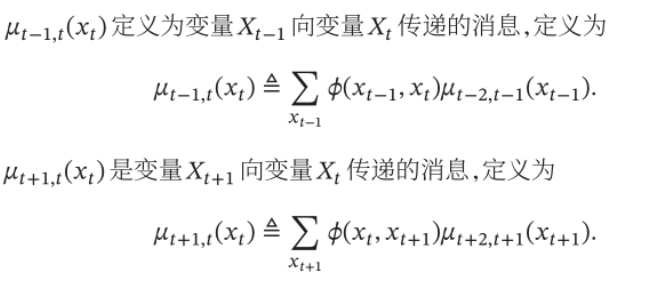 μ_{t−1,t}(x_t) 定义为变量 X_{t−1} 向变量 X_t 传递的消息,定义为
μ_{t−1,t}(x_t) ≜ ∑_{x_{t−1}} ϕ(x_{t−1}, x_t)μ_{t−2,t−1}(x_{t−1}).
μ_{t+1,t}(x_t) 是变量 X_{t+1} 向变量 X_t 传递的消息,定义为
μ_{t+1,t}(x_t) ≜ ∑_{x_{t+1}} ϕ(x_t, x_{t+1})μ_{t+2,t+1}(x_{t+1}).